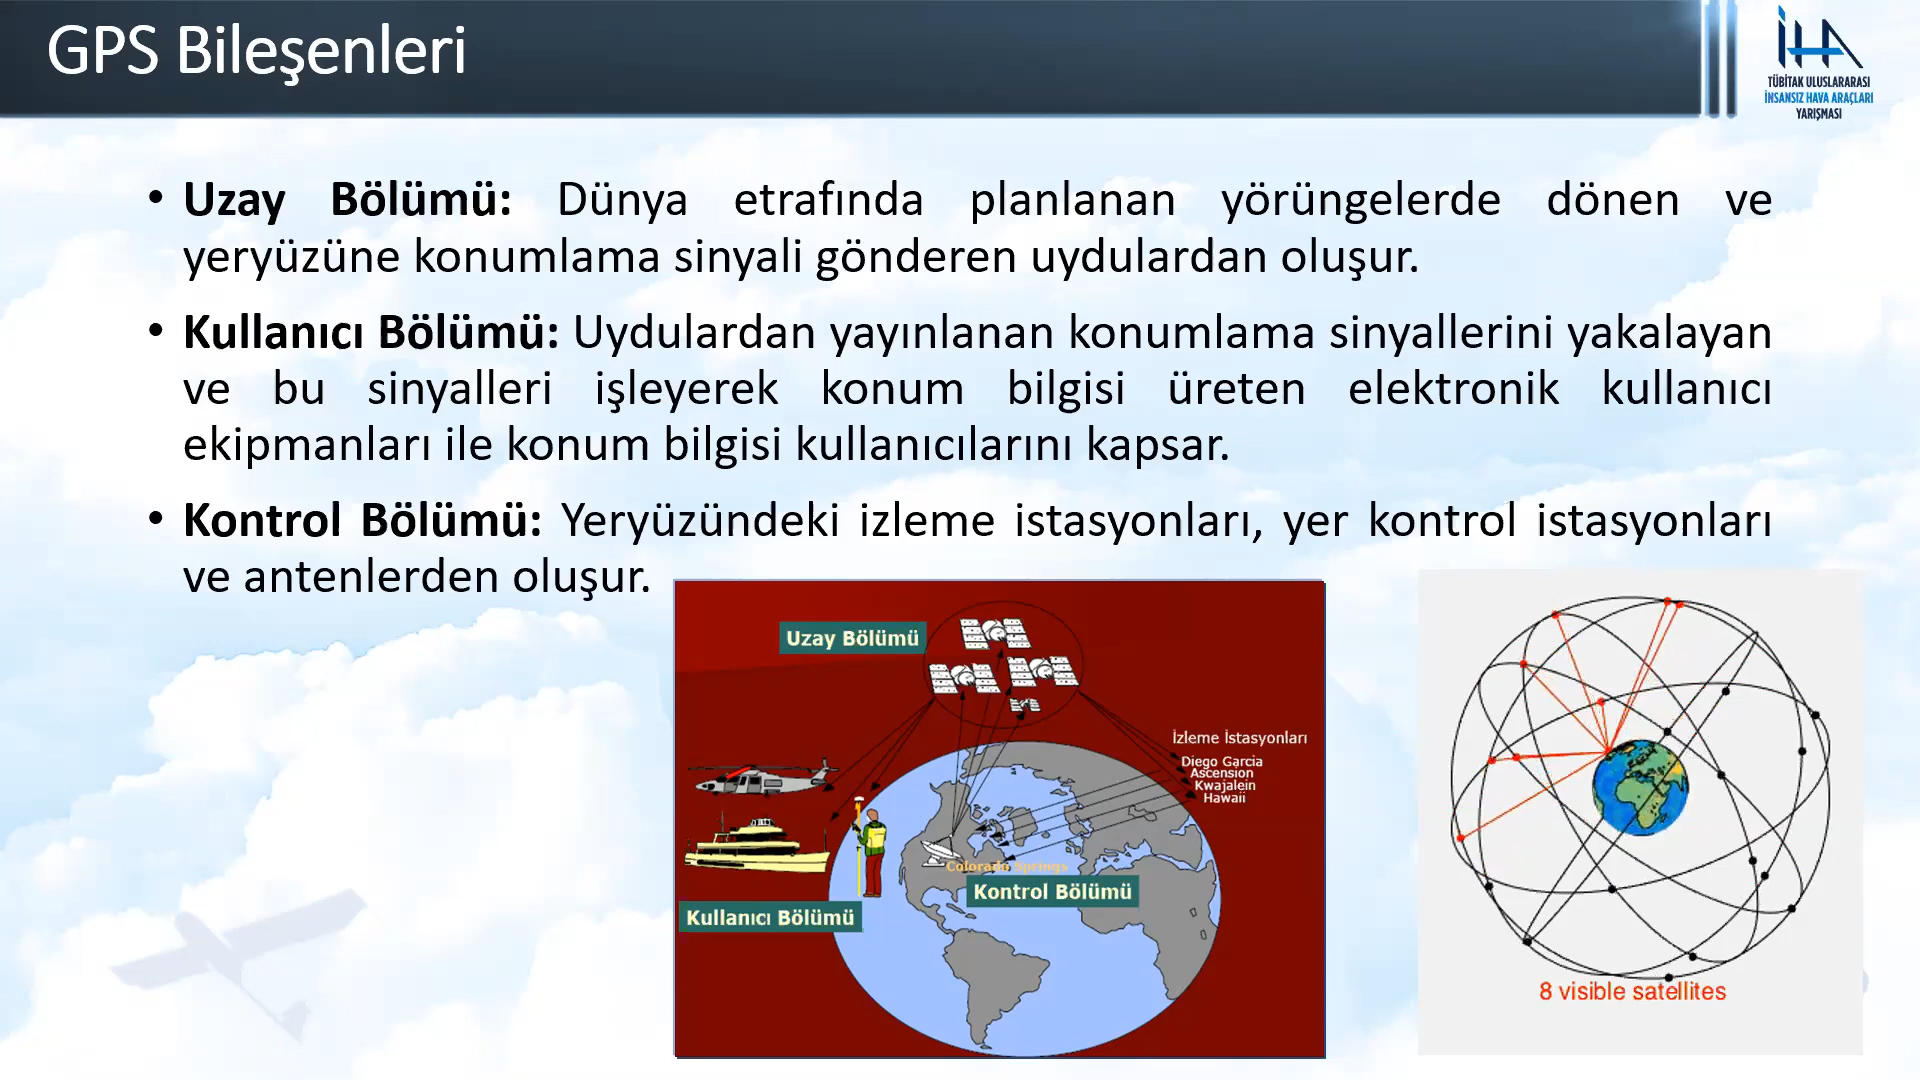 GPS Bileşenleri
İHA
TÜBİTAK ULUSLARARASI
İNSANSIZ HAVA ARAÇLARI
YARIŞMASI
• Uzay Bölümü: Dünya etrafında planlanan yörüngelerde dönen ve
yeryüzüne konumlama sinyali gönderen uydulardan oluşur.
• Kullanıcı Bölümü: Uydulardan yayınlanan konumlama sinyallerini yakalayan
ve bu sinyalleri işleyerek konum bilgisi üreten elektronik kullanıcı
ekipmanları ile konum bilgisi kullanıcılarını kapsar.
• Kontrol Bölümü: Yeryüzündeki izleme istasyonları, yer kontrol istasyonları
ve antenlerden oluşur.
Uzay Bölümü
İzleme İstasyonları
Diego Garcia
Ascension
Kwajalein
Hawaii
Colorado Springs
Kontrol Bölümü
Kullanıcı Bölümü
8 visible satellites